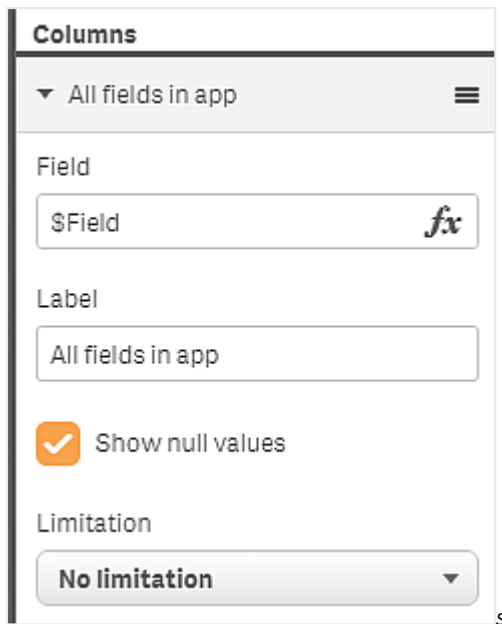 Columns
All fields in app
Field
$Field fx
Label
All fields in app
Show null values
Limitation
No limitation
s